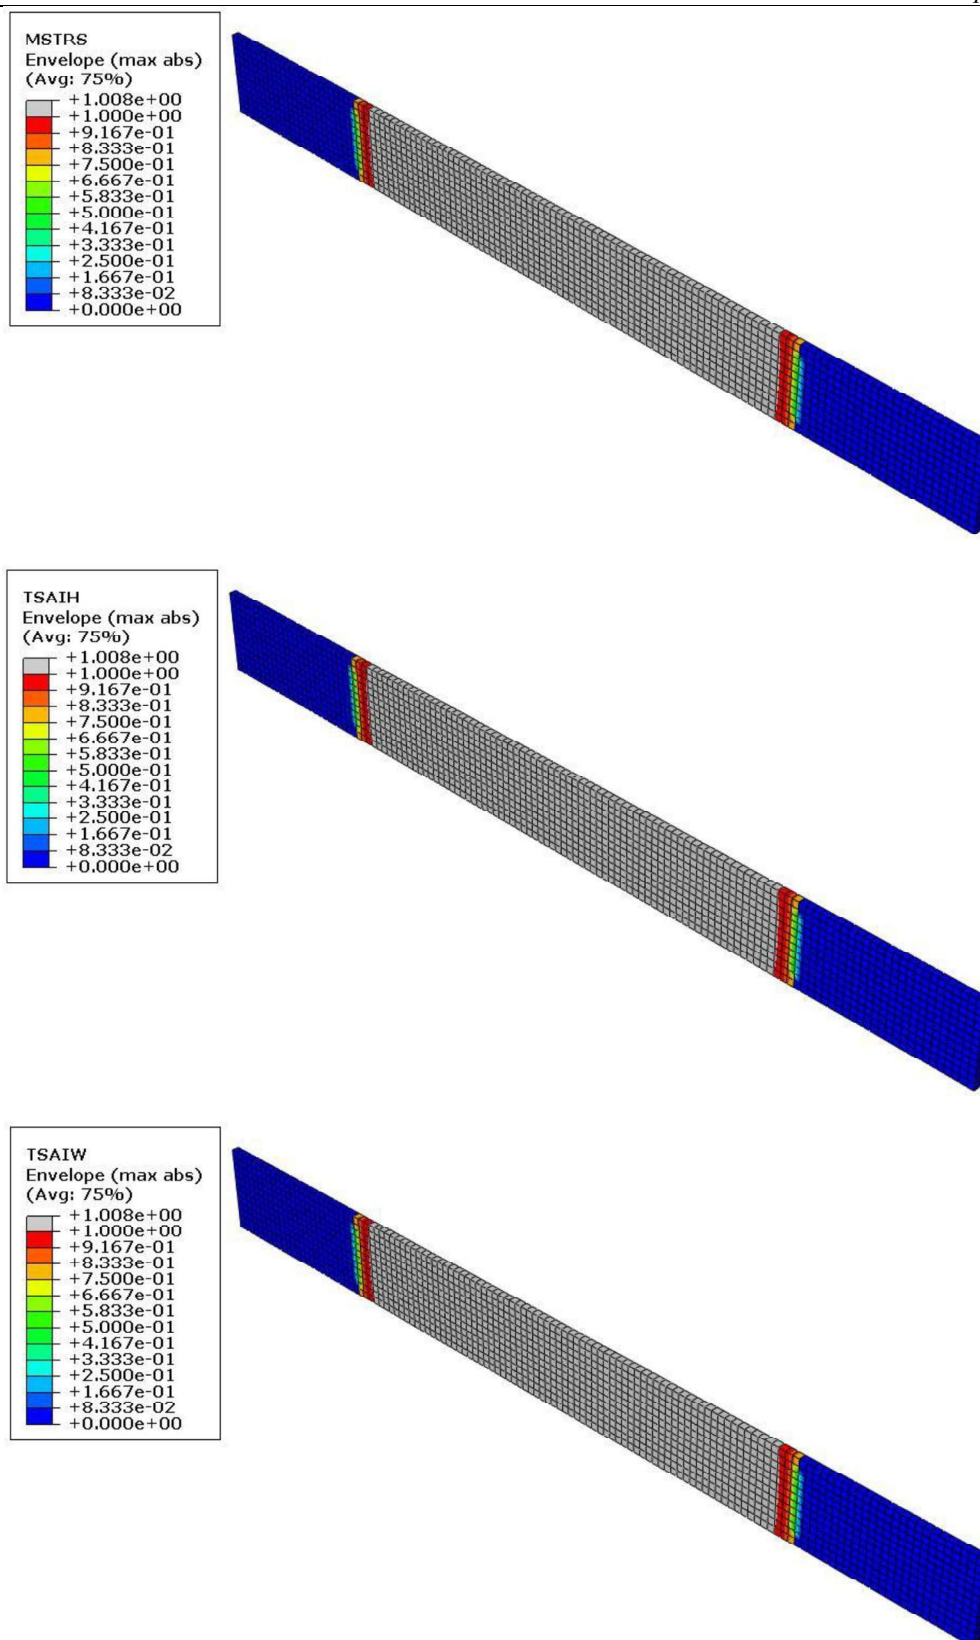 MSTRS
Envelope (max abs)
(Avg: 75%)
+1.008e+00
+1.000e+00
+9.167e-01
+8.333e-01
+7.500e-01
+6.667e-01
+5.833e-01
+5.000e-01
+4.167e-01
+3.333e-01
+2.500e-01
+1.667e-01
+8.333e-02
+0.000e+00
TSAIH
Envelope (max abs)
(Avg: 75%)
+1.008e+00
+1.000e+00
+9.167e-01
+8.333e-01
+7.500e-01
+6.667e-01
+5.833e-01
+5.000e-01
+4.167e-01
+3.333e-01
+2.500e-01
+1.667e-01
+8.333e-02
+0.000e+00
TSAIW
Envelope (max abs)
(Avg: 75%)
+1.008e+00
+1.000e+00
+9.167e-01
+8.333e-01
+7.500e-01
+6.667e-01
+5.833e-01
+5.000e-01
+4.167e-01
+3.333e-01
+2.500e-01
+1.667e-01
+8.333e-02
+0.000e+00